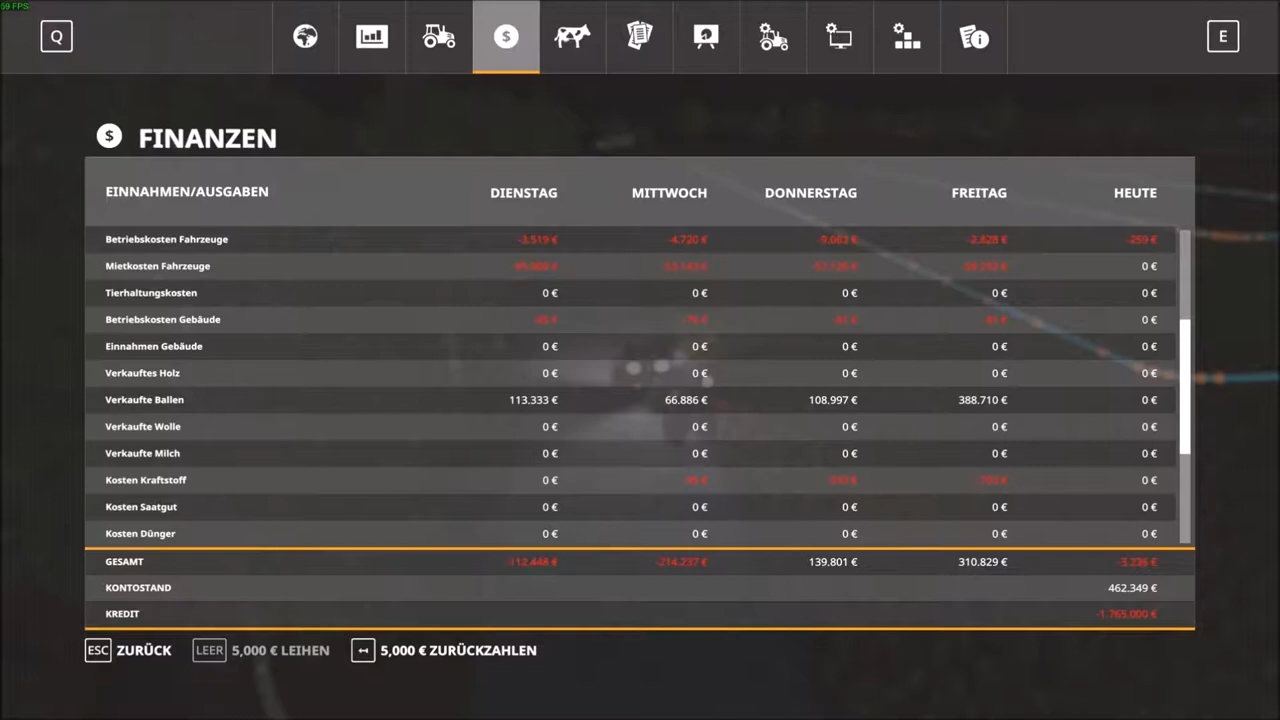 59 FPS
Q $ E
$ FINANZEN
EINNAHMEN/AUSGABEN DIENSTAG MITTWOCH DONNERSTAG FREITAG HEUTE
Betriebskosten Fahrzeuge -3.519 € -4.720 € -9.063 € -2.828 € -259 €
Mietkosten Fahrzeuge 0 €
Tierhaltungskosten 0 € 0 € 0 € 0 € 0 €
Betriebskosten Gebäude 0 €
Einnahmen Gebäude 0 € 0 € 0 € 0 € 0 €
Verkauftes Holz 0 € 0 € 0 € 0 € 0 €
Verkaufte Ballen 113.333 € 66.886 € 108.997 € 388.710 € 0 €
Verkaufte Wolle 0 € 0 € 0 € 0 € 0 €
Verkaufte Milch 0 € 0 € 0 € 0 € 0 €
Kosten Kraftstoff 0 € 0 €
Kosten Saatgut 0 € 0 € 0 € 0 € 0 €
Kosten Dünger 0 € 0 € 0 € 0 € 0 €
GESAMT -112.448 € -214.237 € 139.801 € 310.829 €
KONTOSTAND 462.349 €
KREDIT -1.765.000 €
ESC ZURÜCK LEER 5,000 € LEIHEN ↔ 5,000 € ZURÜCKZAHLEN